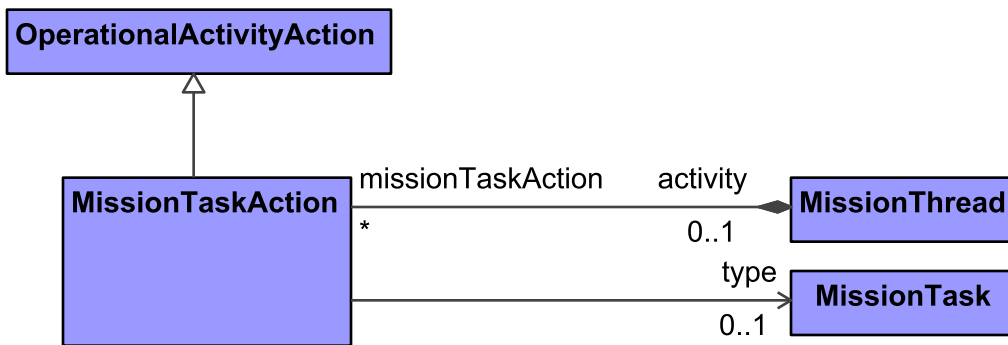 OperationalActivityAction
missionTaskAction
activity
MissionTaskAction
MissionThread
*
0..1
type
MissionTask
0..1